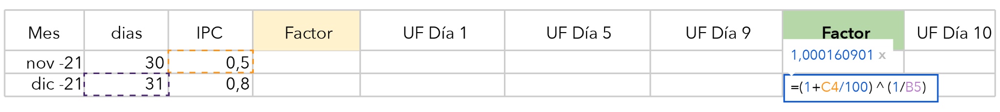 Mes dias IPC Factor UF Día 1 UF Día 5 UF Día 9 Factor UF Día 10
nov -21 30 0,5 1,000160901 x
dic -21 31 0,8 =(1+C4/100) ^ (1/B5)